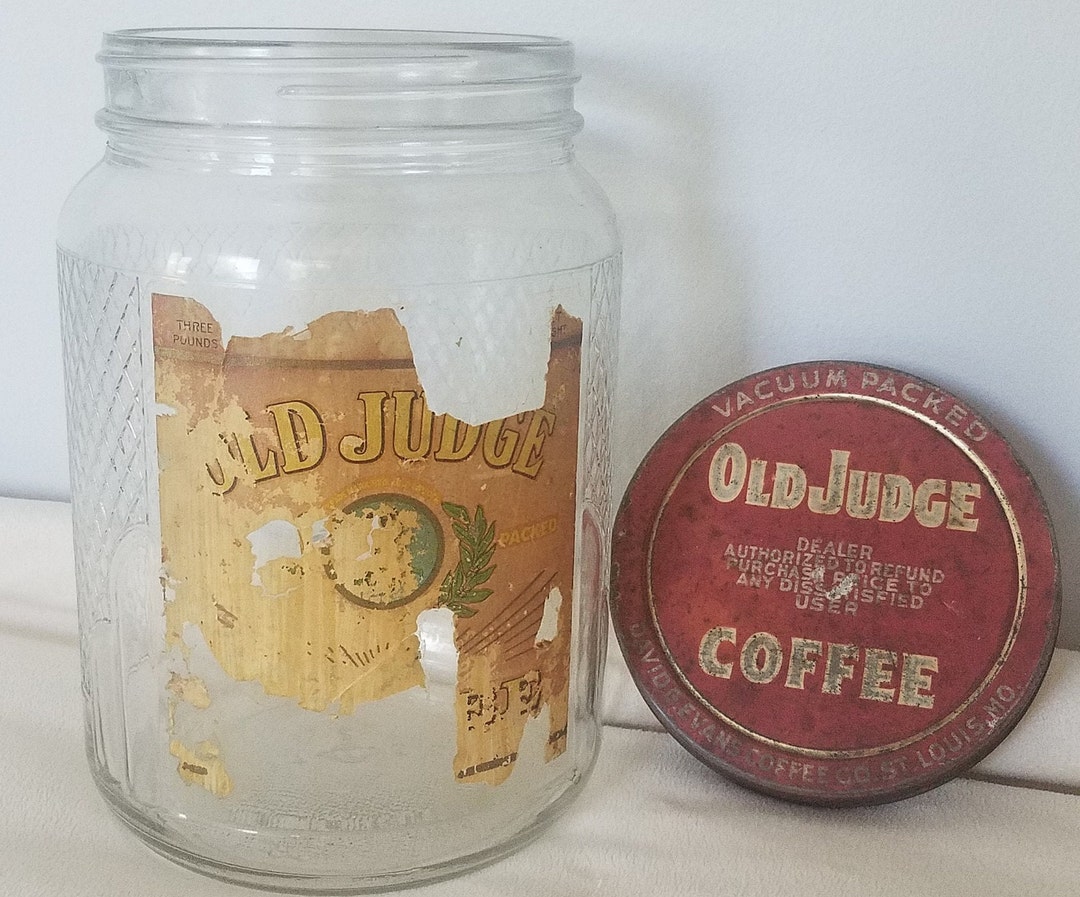 THREE
POUNDS
OLD JUDGE
PACKED
EE
VACUUM PACKED
OLD JUDGE
DEALER
AUTHORIZED TO REFUND
PURCHASE PRICE TO
ANY DISSATISFIED
USER
COFFEE
DAVID G. EVANS COFFEE CO. ST. LOUIS, MO.